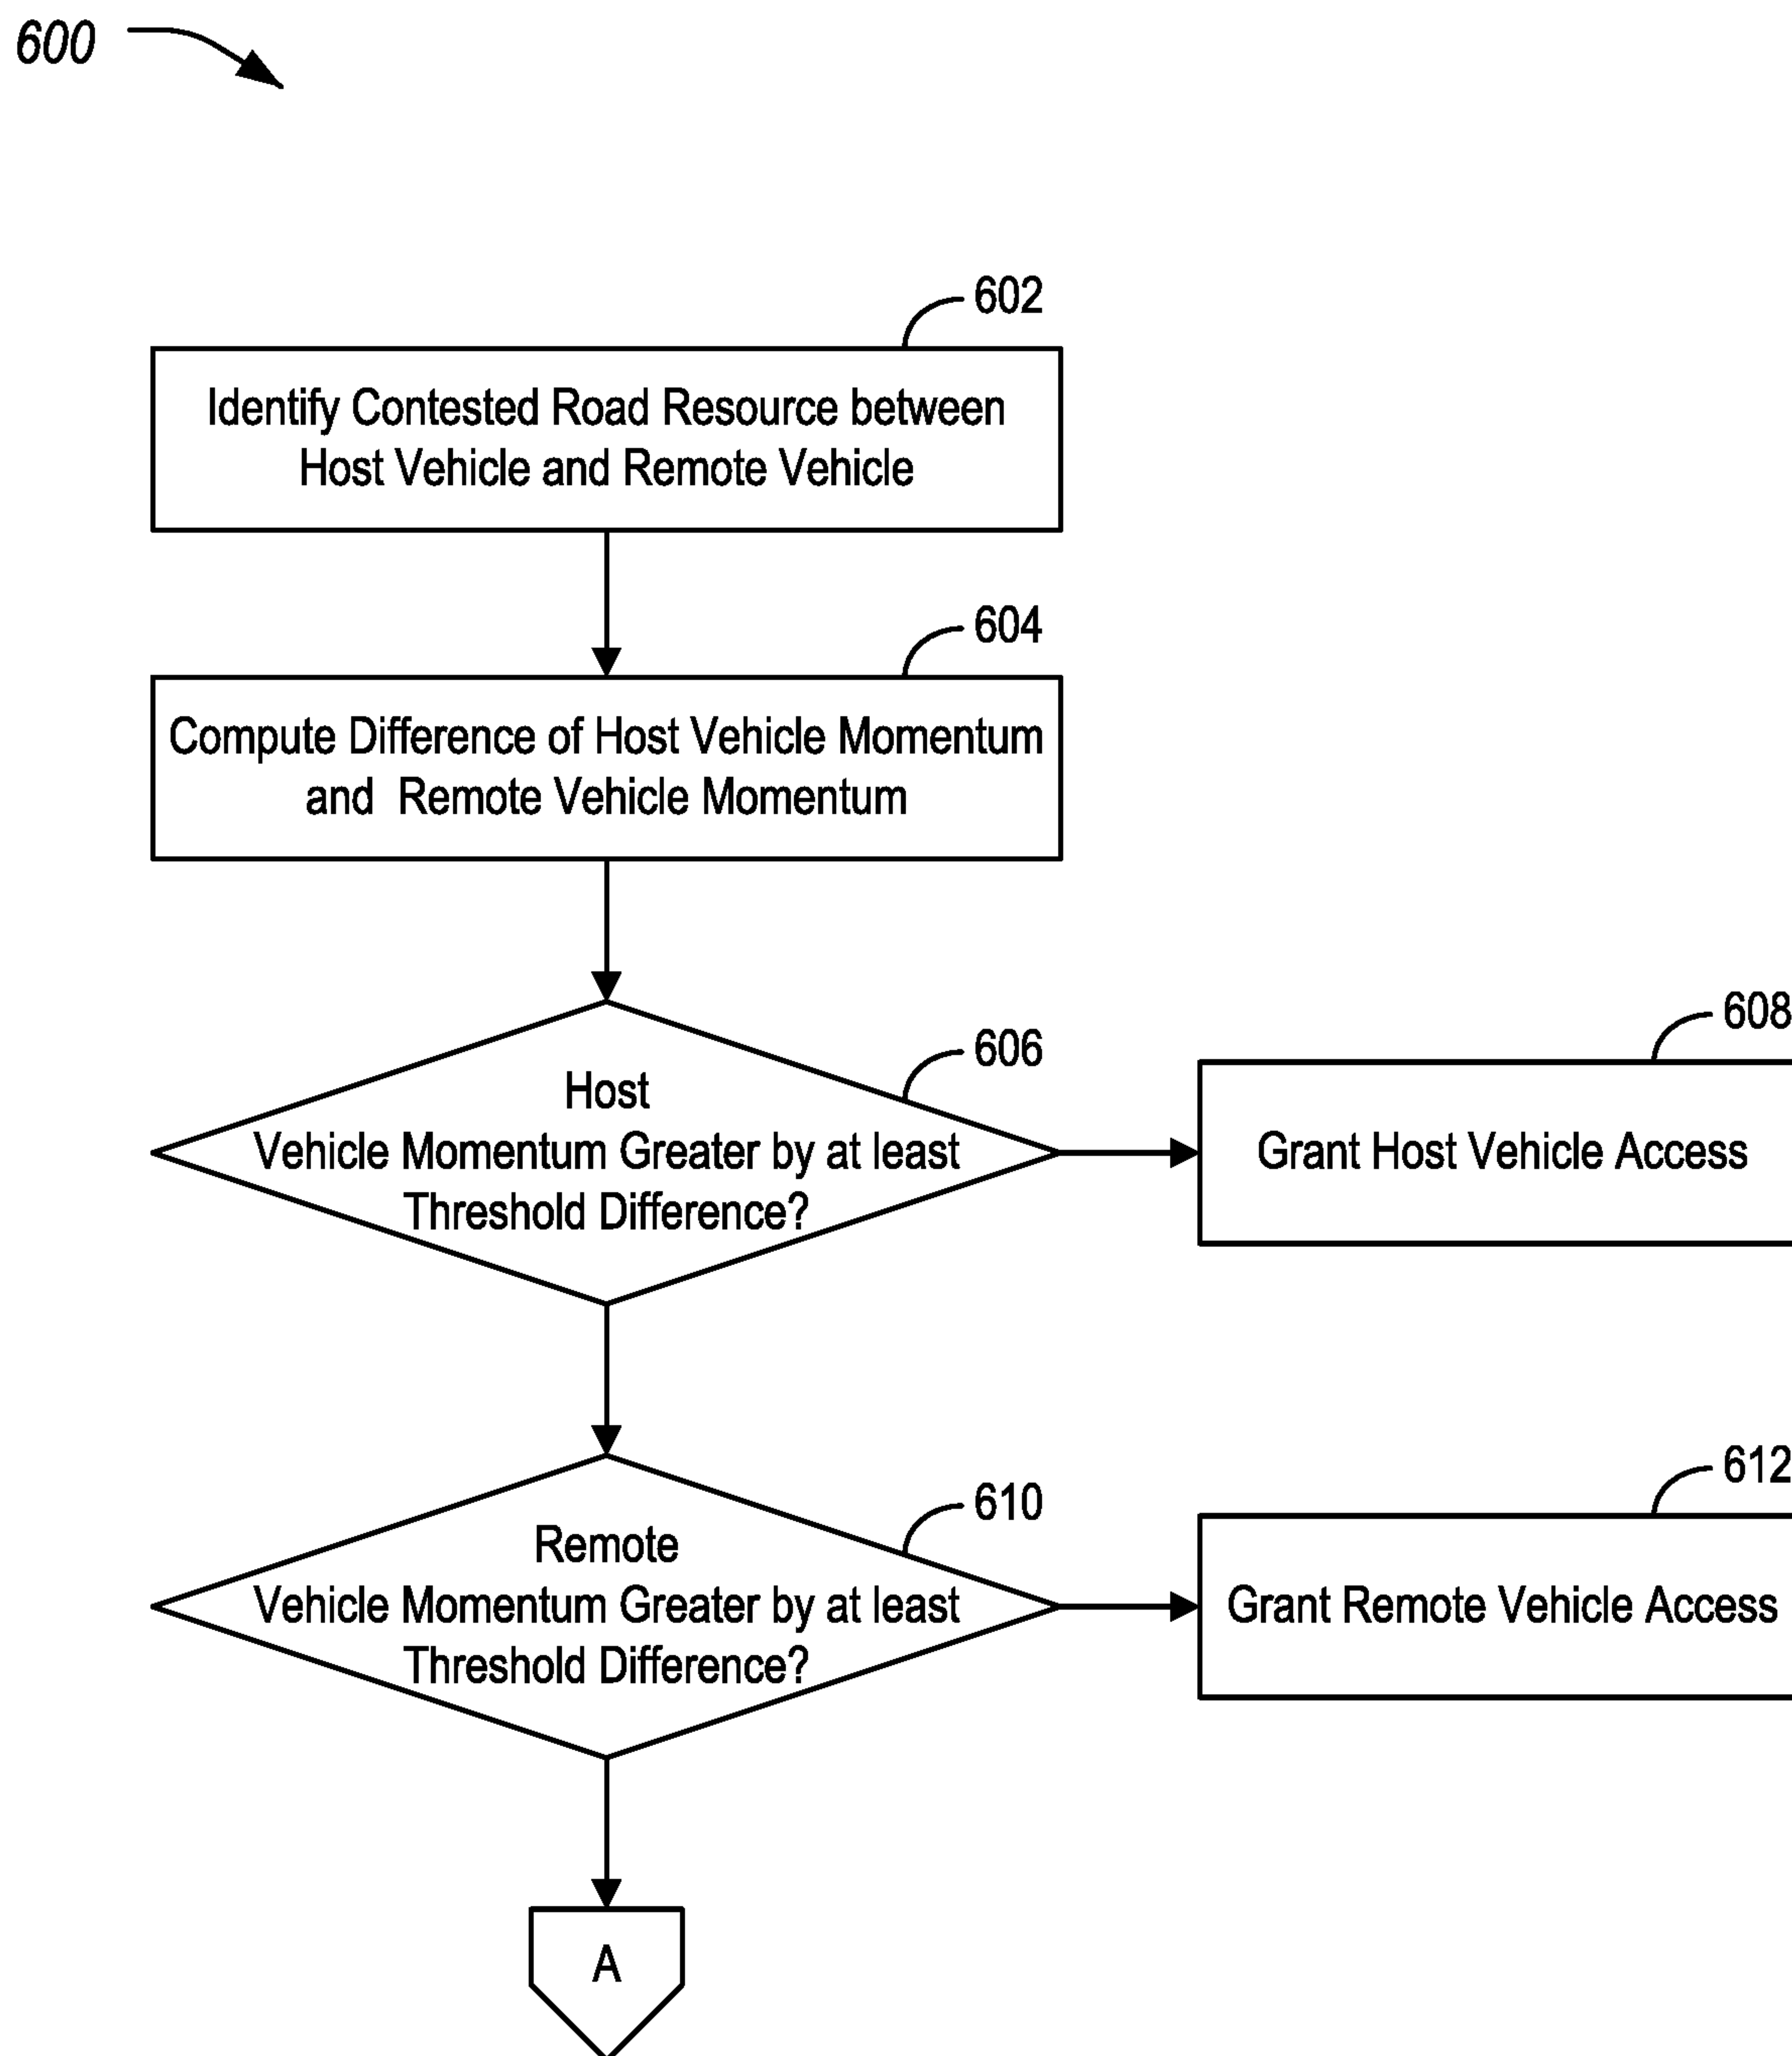 600
602
Identify Contested Road Resource between
Host Vehicle and Remote Vehicle
604
Compute Difference of Host Vehicle Momentum
and Remote Vehicle Momentum
606
Host
Vehicle Momentum Greater by at least
Threshold Difference?
608
Grant Host Vehicle Access
610
Remote
Vehicle Momentum Greater by at least
Threshold Difference?
612
Grant Remote Vehicle Access
A